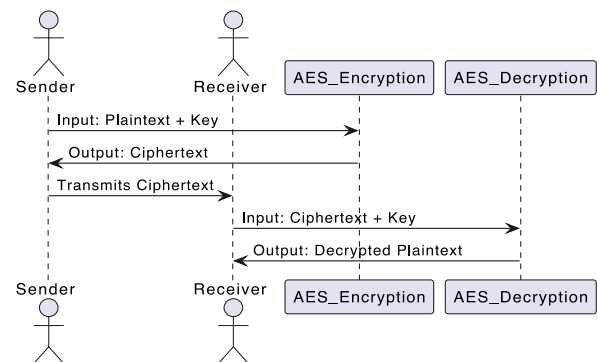 Sender Receiver AES_Encryption AES_Decryption
Input: Plaintext + Key
Output: Ciphertext
Transmits Ciphertext
Input: Ciphertext + Key
Output: Decrypted Plaintext
Sender Receiver AES_Encryption AES_Decryption